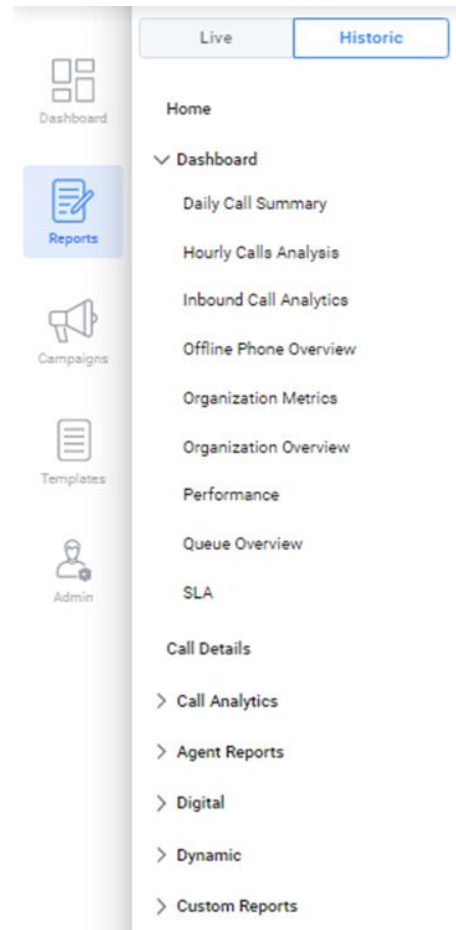 Dashboard
Reports
Campaigns
Templates
Admin
Live
Historic
Home
Dashboard
Daily Call Summary
Hourly Calls Analysis
Inbound Call Analytics
Offline Phone Overview
Organization Metrics
Organization Overview
Performance
Queue Overview
SLA
Call Details
Call Analytics
Agent Reports
Digital
Dynamic
Custom Reports